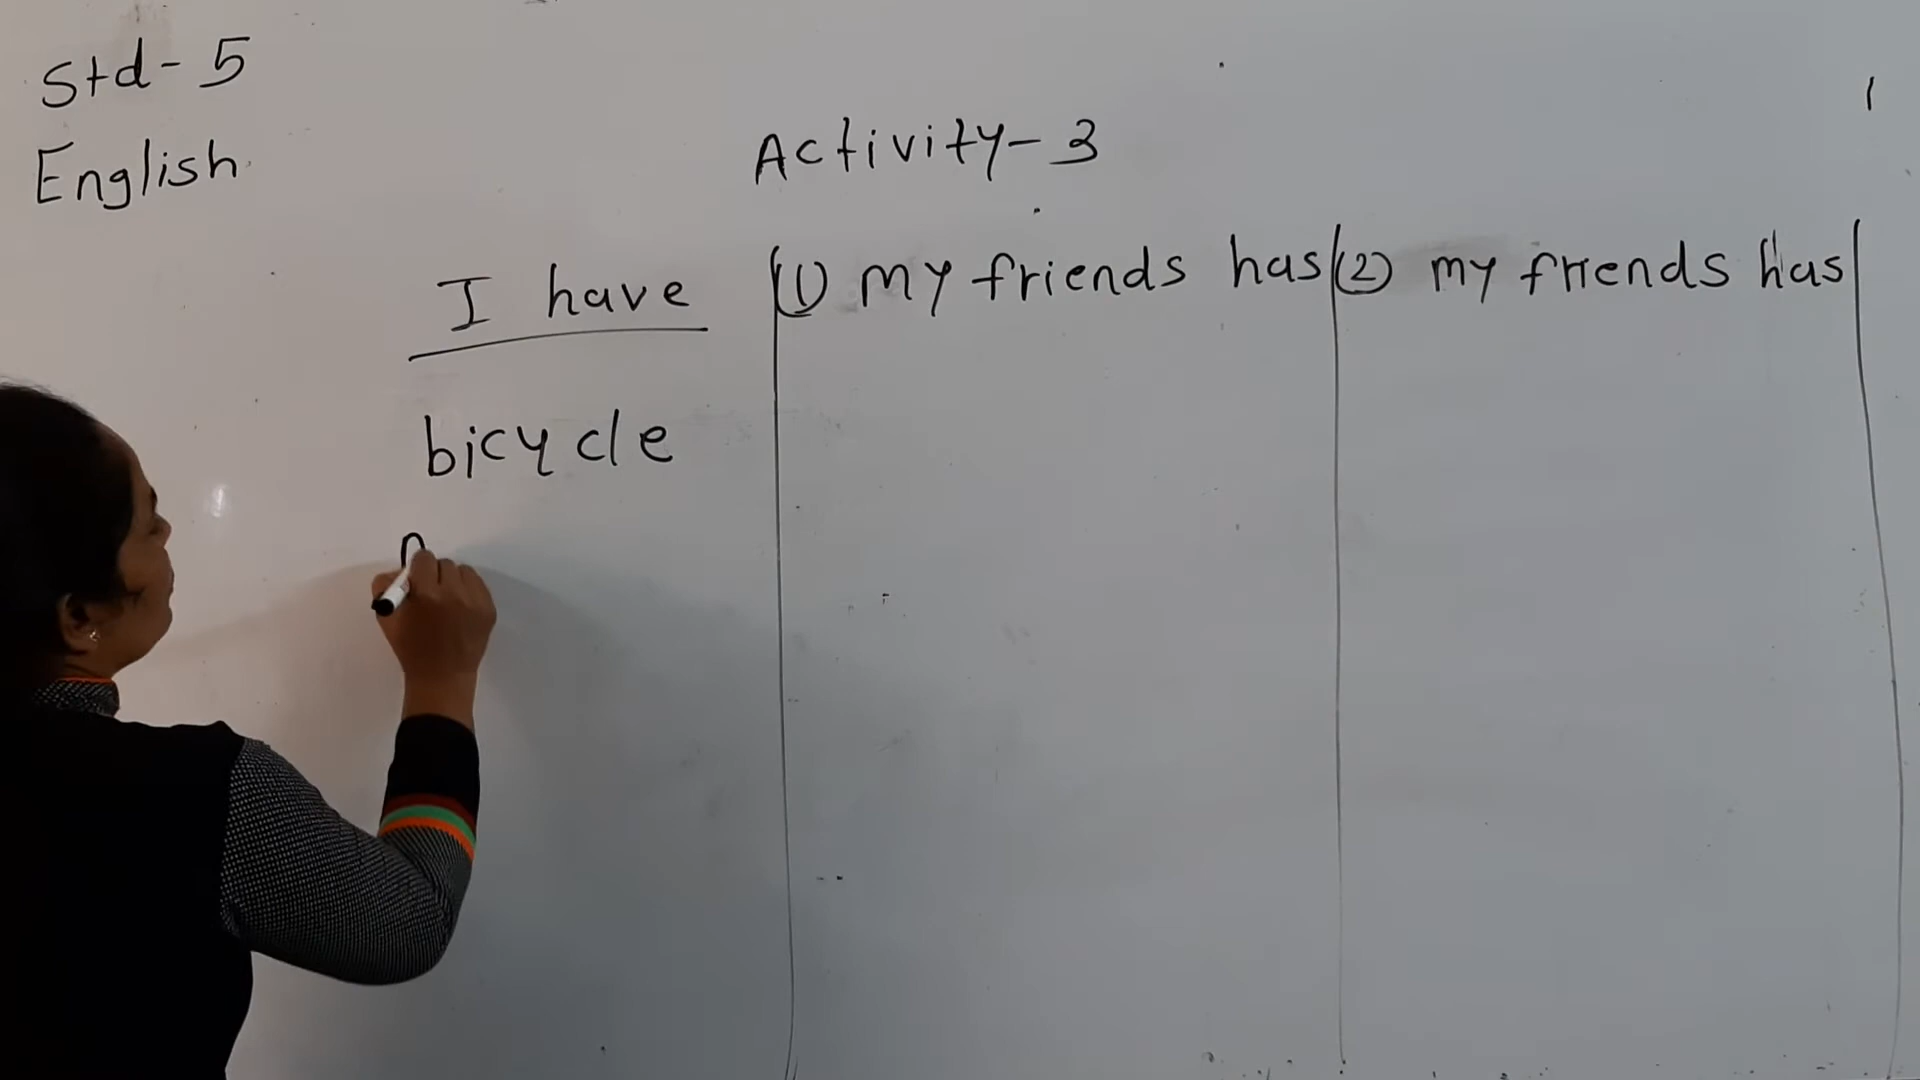 Std-5
English
Activity-3
I have
(1) my friends has
(2) my friends has
bicycle